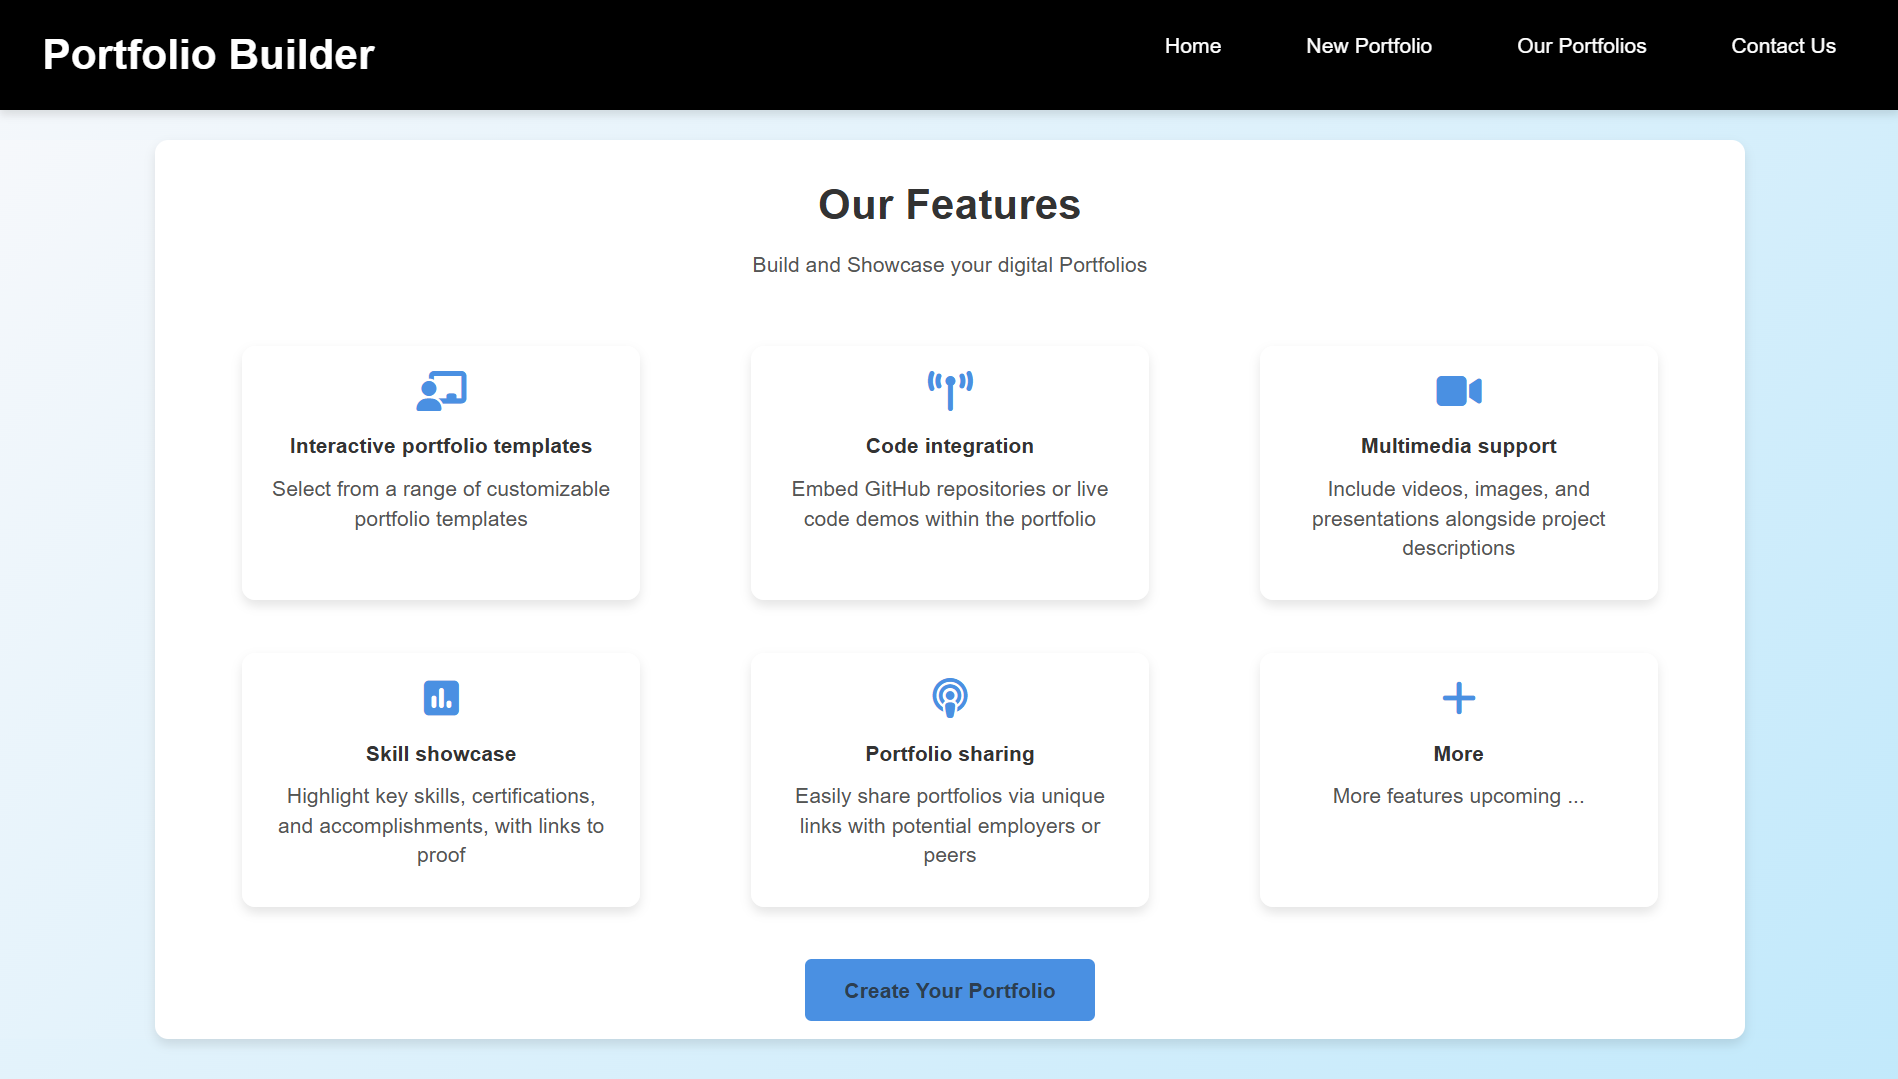 Portfolio Builder
Home
New Portfolio
Our Portfolios
Contact Us
Our Features
Build and Showcase your digital Portfolios
Interactive portfolio templates
Select from a range of customizable
portfolio templates
Code integration
Embed GitHub repositories or live
code demos within the portfolio
Multimedia support
Include videos, images, and
presentations alongside project
descriptions
Skill showcase
Highlight key skills, certifications,
and accomplishments, with links to
proof
Portfolio sharing
Easily share portfolios via unique
links with potential employers or
peers
More
More features upcoming ...
Create Your Portfolio